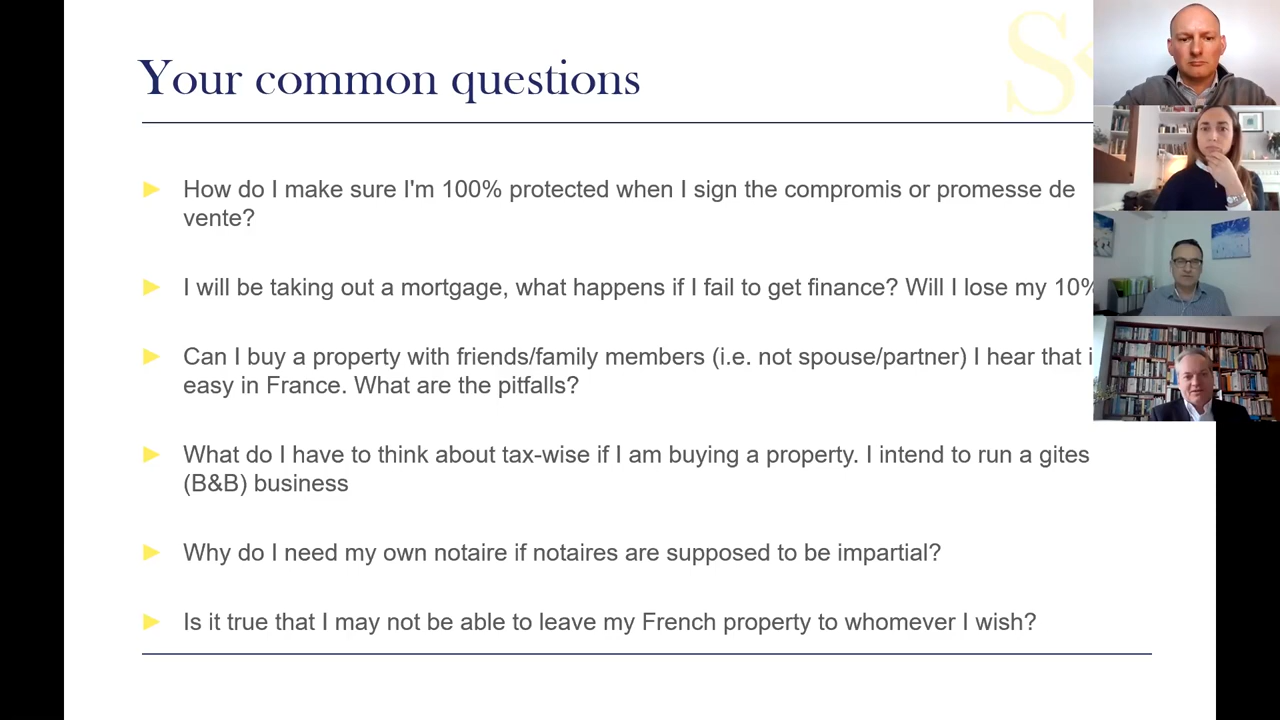 Your common questions
How do I make sure I'm 100% protected when I sign the compromis or promesse de
vente?
I will be taking out a mortgage, what happens if I fail to get finance? Will I lose my 10%
Can I buy a property with friends/family members (i.e. not spouse/partner) I hear that i
easy in France. What are the pitfalls?
What do I have to think about tax-wise if I am buying a property. I intend to run a gites
(B&B) business
Why do I need my own notaire if notaires are supposed to be impartial?
Is it true that I may not be able to leave my French property to whomever I wish?